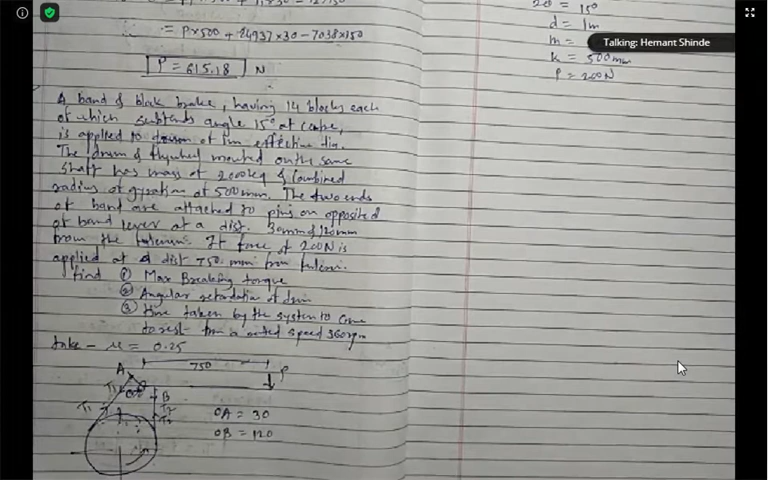 = P×500 + 24937×30 - 7038×150
P = 615.18 N
2θ = 15°
d = 1m
m =
Talking: Hemant Shinde
k = 500mm
P = 200N
A band & block brake, having 14 blocks each
of which subtends angle 15° at centre,
is applied to drum of 1m effective dia.
The drum & flywheel mounted on the same
shaft has mass of 2000kg & combined
radius of gyration of 500mm. The two ends
of band are attached to pins on opposite
of band lever at a dist. 30mm & 120mm
from the fulcrum. If force of 200N is
applied at a dist 750 mm from fulcrum.
find ① Max Breaking torque
② Angular retardation of drum
③ time taken by the system to come
to rest from a rated speed 360rpm
take - μ = 0.25
750
P
A
B
T1
T1
T2
T2
OA = 30
OB = 120